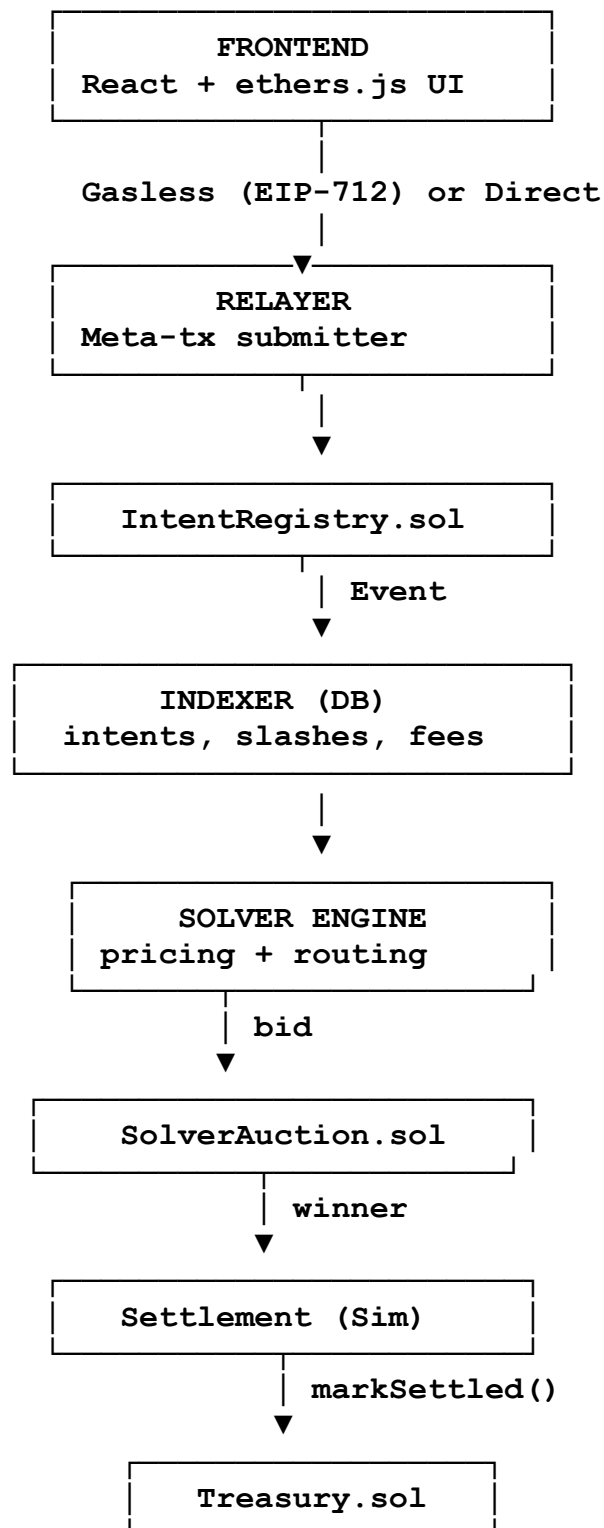 FRONTEND
React + ethers.js UI
Gasless (EIP-712) or Direct
RELAYER
Meta-tx submitter
IntentRegistry.sol
Event
INDEXER (DB)
intents, slashes, fees
SOLVER ENGINE
pricing + routing
bid
SolverAuction.sol
winner
Settlement (Sim)
markSettled()
Treasury.sol